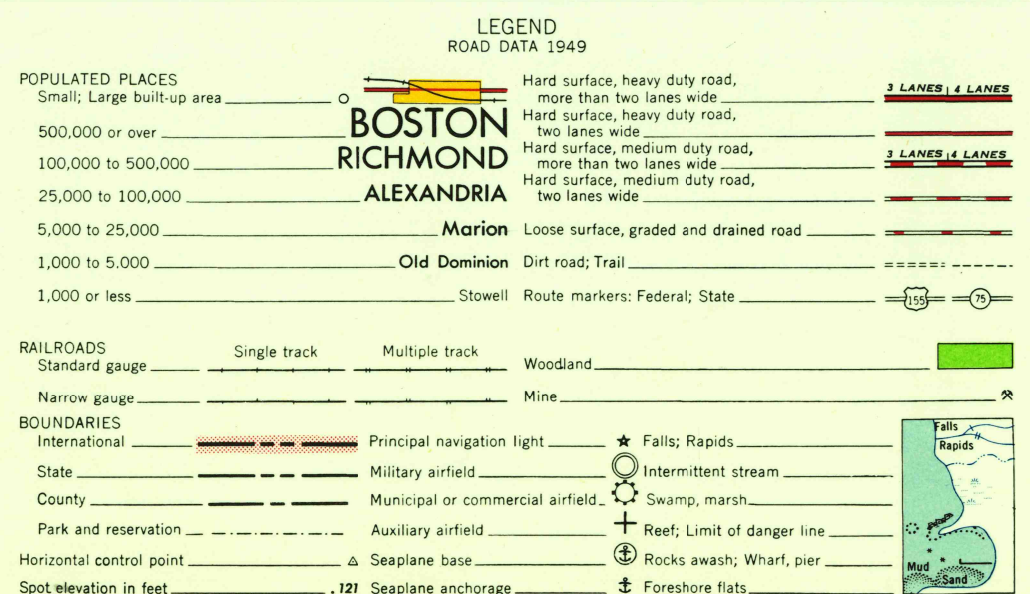 LEGEND
ROAD DATA 1949
POPULATED PLACES
Small; Large built-up area
500,000 or over BOSTON
100,000 to 500,000 RICHMOND
25,000 to 100,000 ALEXANDRIA
5,000 to 25,000 Marion
1,000 to 5.000 Old Dominion
1,000 or less Stowell
Hard surface, heavy duty road,
more than two lanes wide 3 LANES 4 LANES
Hard surface, heavy duty road,
two lanes wide
Hard surface, medium duty road,
more than two lanes wide 3 LANES 4 LANES
Hard surface, medium duty road,
two lanes wide
Loose surface, graded and drained road
Dirt road; Trail
Route markers: Federal; State 155 75
RAILROADS Single track Multiple track
Standard gauge
Narrow gauge
Woodland
Mine
BOUNDARIES
International
State
County
Park and reservation
Horizontal control point
Spot elevation in feet .121
Principal navigation light
Military airfield
Municipal or commercial airfield
Auxiliary airfield
Seaplane base
Seaplane anchorage
Falls; Rapids
Intermittent stream
Swamp, marsh
Reef; Limit of danger line
Rocks awash; Wharf, pier
Foreshore flats
Falls
Rapids
Mud
Sand